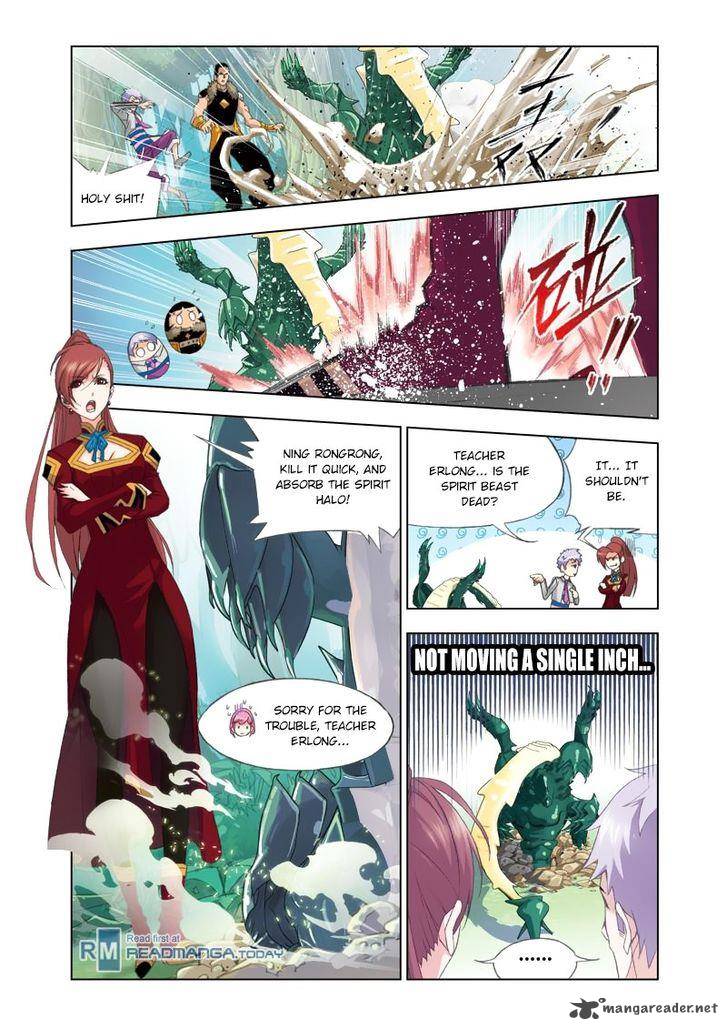 HOLY SHIT!
碰!!
NING RONGRONG,
KILL IT QUICK, AND
ABSORB THE SPIRIT
HALO!
TEACHER
ERLONG... IS THE
SPIRIT BEAST
DEAD?
IT... IT
SHOULDN'T
BE.
SORRY FOR THE
TROUBLE, TEACHER
ERLONG...
NOT MOVING A SINGLE INCH...
......
RM
Read first at
READMANGA.TODAY
mangareader.net